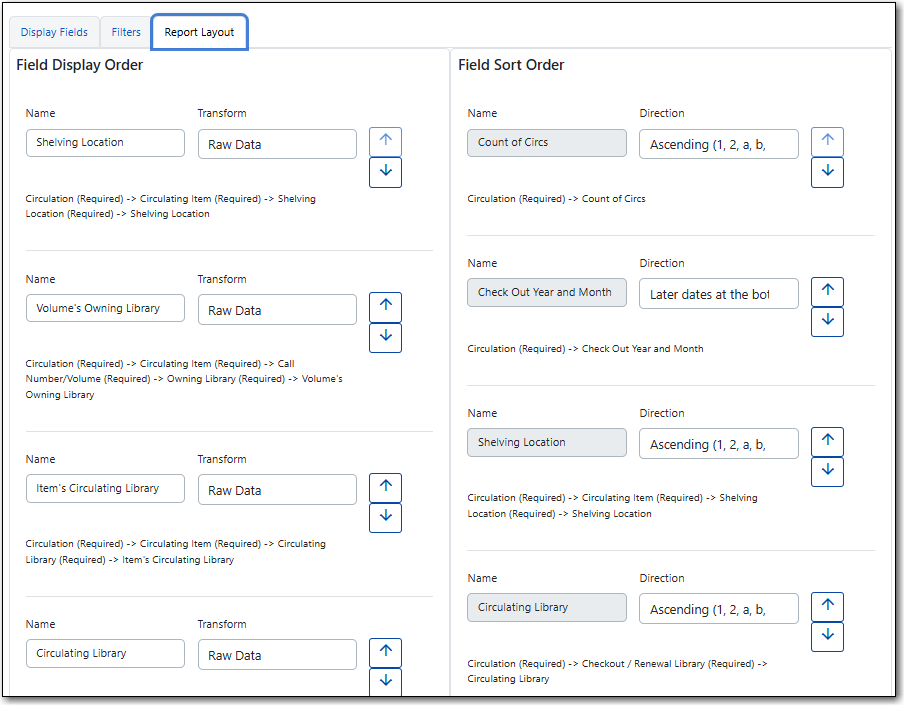 Display Fields
Filters
Report Layout
Field Display Order
Name
Transform
Shelving Location
Raw Data
Circulation (Required) -> Circulating Item (Required) -> Shelving
Location (Required) -> Shelving Location
Name
Transform
Volume's Owning Library
Raw Data
Circulation (Required) -> Circulating Item (Required) -> Call
Number/Volume (Required) -> Owning Library (Required) -> Volume's
Owning Library
Name
Transform
Item's Circulating Library
Raw Data
Circulation (Required) -> Circulating Item (Required) -> Circulating
Library (Required) -> Item's Circulating Library
Name
Transform
Circulating Library
Raw Data
Field Sort Order
Name
Direction
Count of Circs
Ascending (1, 2, a, b,
Circulation (Required) -> Count of Circs
Name
Direction
Check Out Year and Month
Later dates at the bot
Circulation (Required) -> Check Out Year and Month
Name
Direction
Shelving Location
Ascending (1, 2, a, b,
Circulation (Required) -> Circulating Item (Required) -> Shelving
Location (Required) -> Shelving Location
Name
Direction
Circulating Library
Ascending (1, 2, a, b,
Circulation (Required) -> Checkout / Renewal Library (Required) ->
Circulating Library